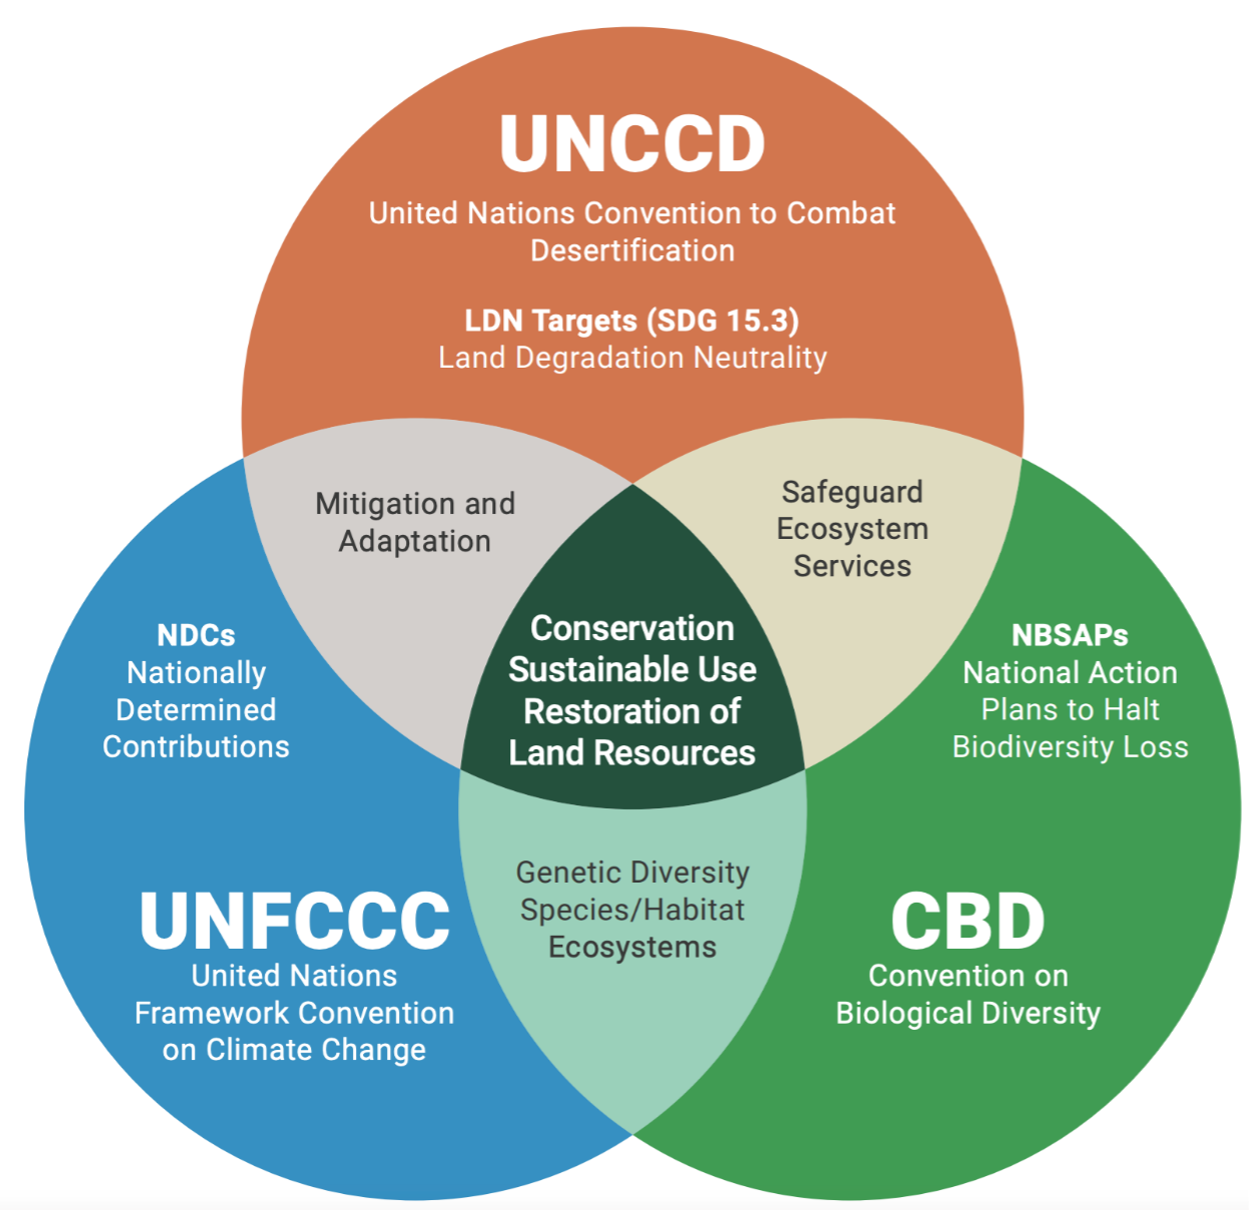 UNCCD
United Nations Convention to Combat
Desertification
LDN Targets (SDG 15.3)
Land Degradation Neutrality
Mitigation and
Adaptation
Safeguard
Ecosystem
Services
NDCs
Nationally
Determined
Contributions
Conservation
Sustainable Use
Restoration of
Land Resources
NBSAPs
National Action
Plans to Halt
Biodiversity Loss
Genetic Diversity
Species/Habitat
Ecosystems
UNFCCC
United Nations
Framework Convention
on Climate Change
CBD
Convention on
Biological Diversity